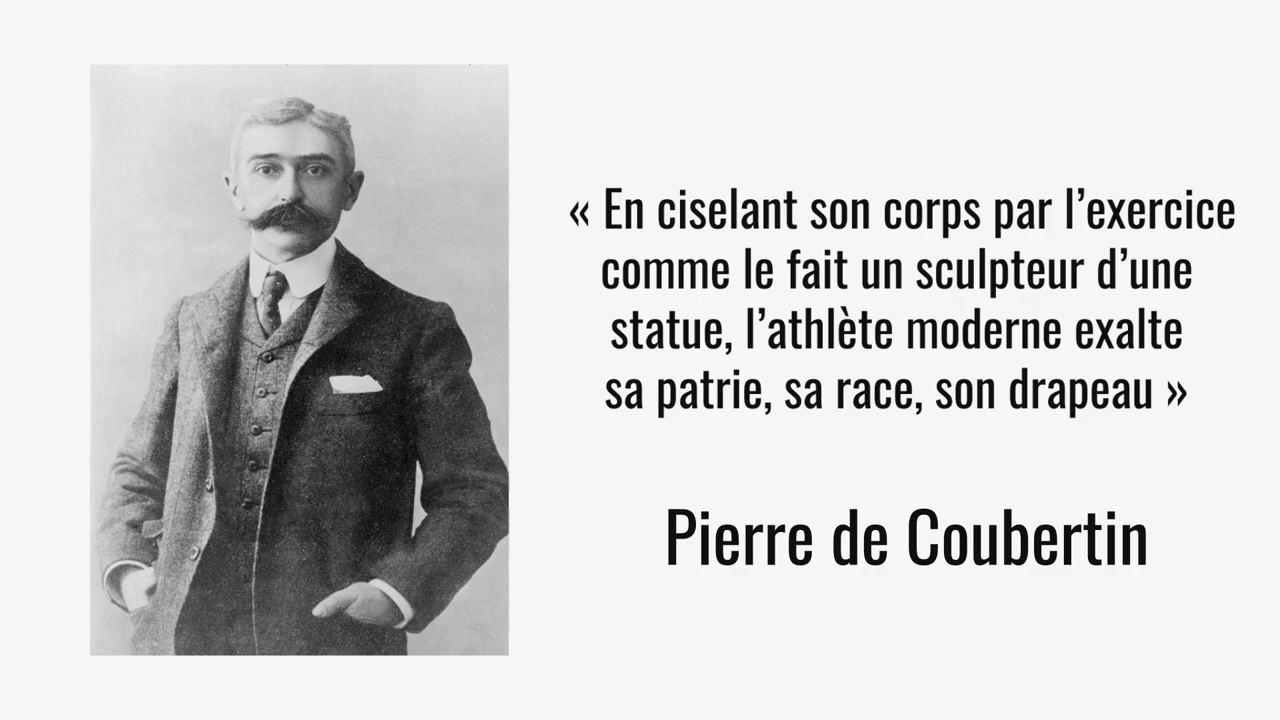 « En ciselant son corps par l’exercice
comme le fait un sculpteur d’une
statue, l’athlète moderne exalte
sa patrie, sa race, son drapeau »
Pierre de Coubertin